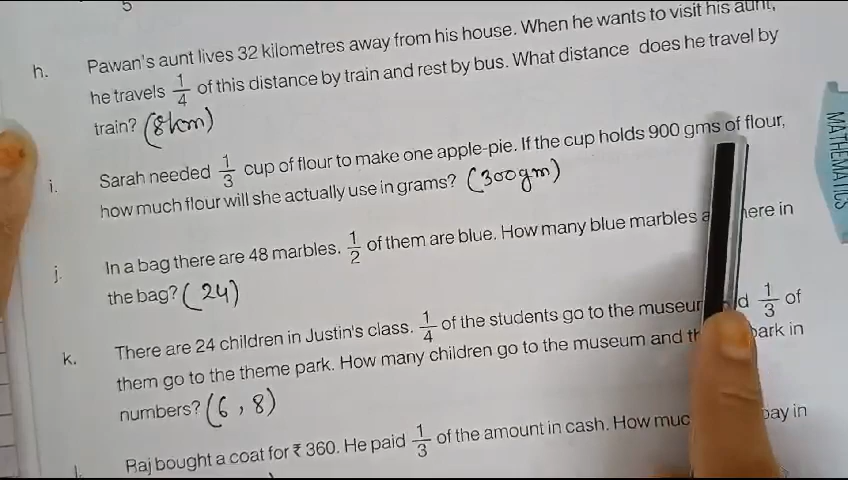 5
h. Pawan's aunt lives 32 kilometres away from his house. When he wants to visit his aunt,
he travels 1/4 of this distance by train and rest by bus. What distance does he travel by
train? (8km)
i. Sarah needed 1/3 cup of flour to make one apple-pie. If the cup holds 900 gms of flour,
how much flour will she actually use in grams? (300gm)
j. In a bag there are 48 marbles. 1/2 of them are blue. How many blue marbles here in
the bag? (24)
k. There are 24 children in Justin's class. 1/4 of the students go to the 1/3 of
them go to the theme park. How many children go to the museum and park in
numbers? (6, 8)
l. Raj bought a coat for ₹ 360. He paid 1/3 of the amount in cash. How pay in
MATHEMATICS